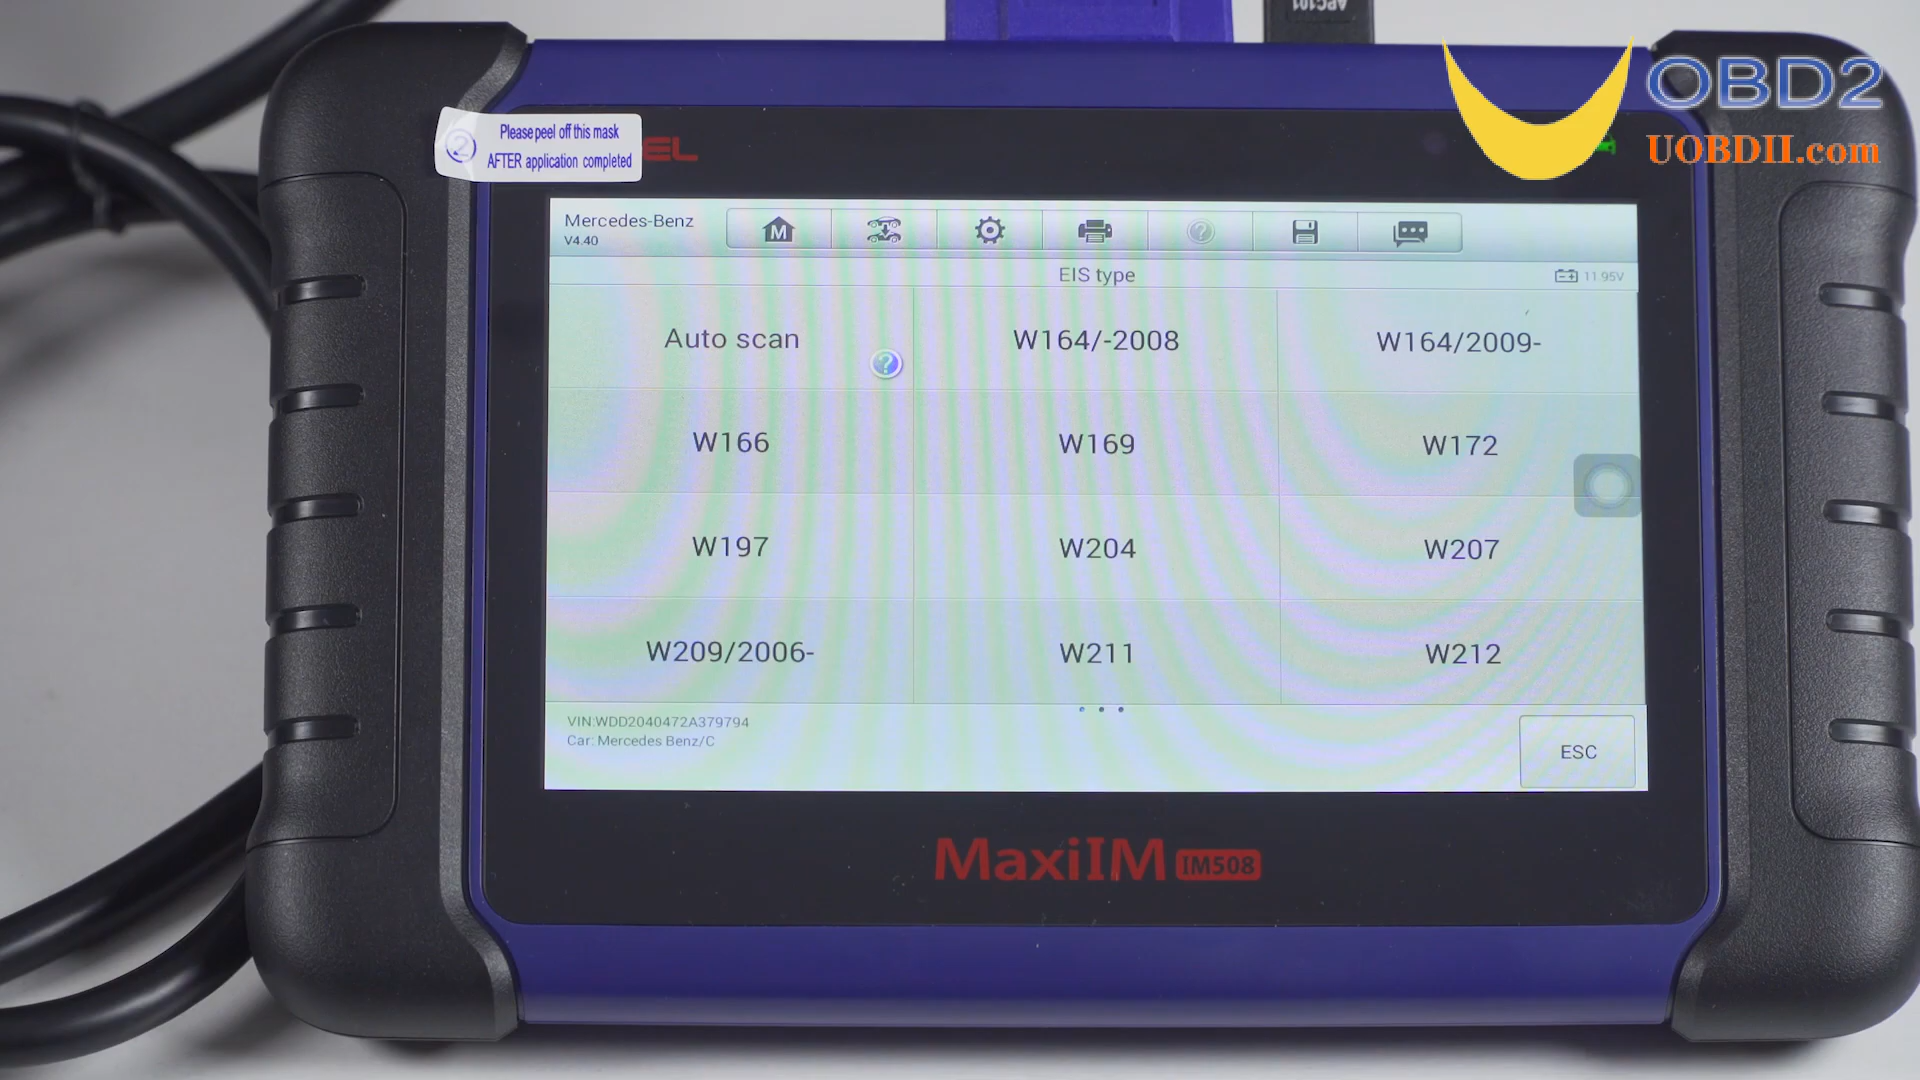 APC101
OBD2
UOBDII.com
2 Please peel off this mask
AFTER application completed
EL
Mercedes-Benz
V4.40
M
EIS type
11.95V
Auto scan
?
W164/-2008
W164/2009-
W166
W169
W172
W197
W204
W207
W209/2006-
W211
W212
VIN:WDD2040472A379794
Car: Mercedes Benz/C
ESC
MaxiIM IM508